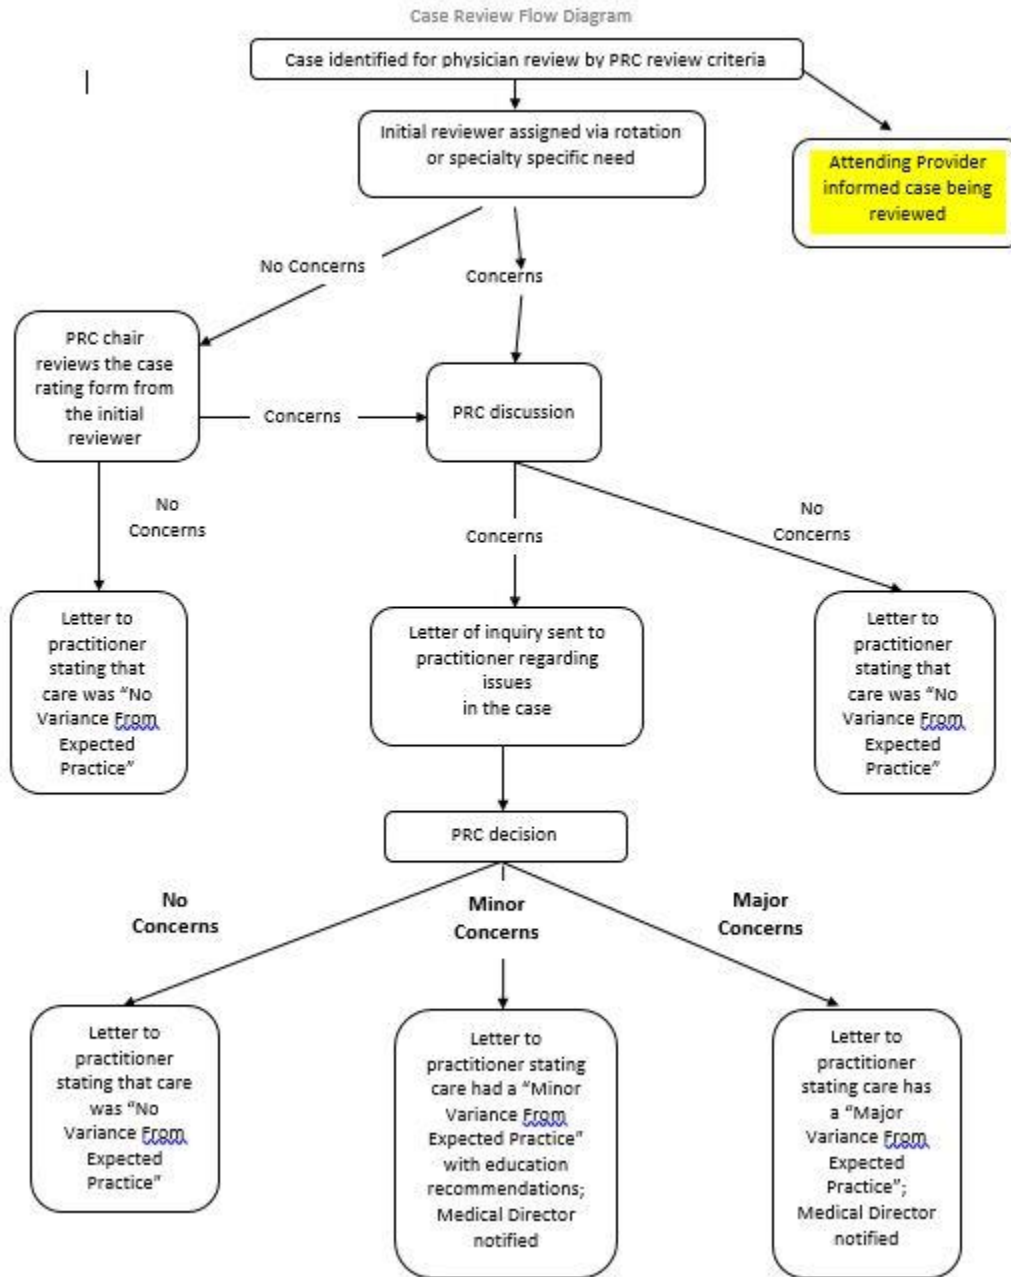 Case Review Flow Diagram
Case identified for physician review by PRC review criteria
Initial reviewer assigned via rotation
or specialty specific need
Attending Provider
informed case being
reviewed
No Concerns
Concerns
PRC chair
reviews the case
rating form from
the initial
reviewer
Concerns
PRC discussion
No
Concerns
Concerns
No
Concerns
Letter to
practitioner
stating that
care was “No
Variance From
Expected
Practice”
Letter of inquiry sent to
practitioner regarding
issues
in the case
Letter to
practitioner
stating that
care was “No
Variance From
Expected
Practice”
PRC decision
No
Concerns
Minor
Concerns
Major
Concerns
Letter to
practitioner
stating that care
was “No
Variance From
Expected
Practice”
Letter to
practitioner stating
care had a “Minor
Variance From
Expected Practice”
with education
recommendations;
Medical Director
notified
Letter to
practitioner
stating care has
a “Major
Variance From
Expected
Practice”;
Medical Director
notified